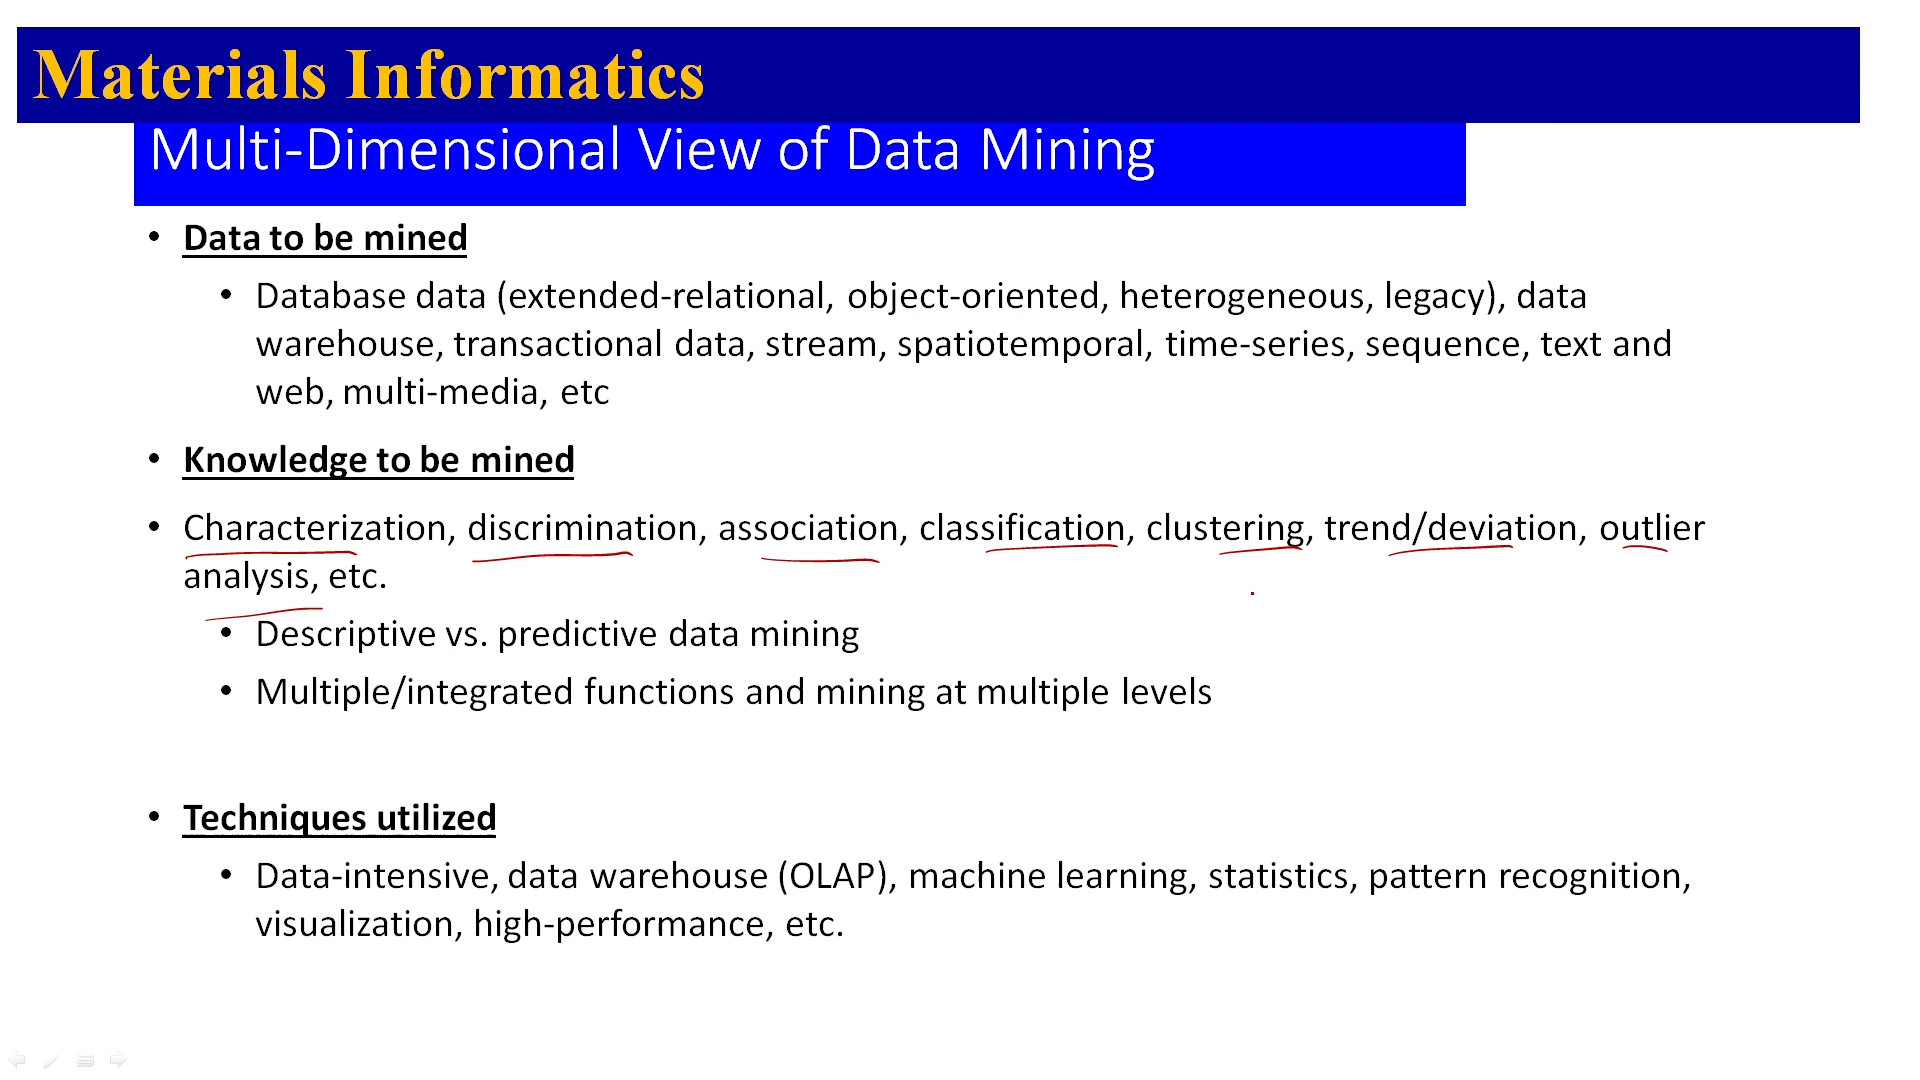 Materials Informatics
Multi-Dimensional View of Data Mining
• Data to be mined
• Database data (extended-relational, object-oriented, heterogeneous, legacy), data
warehouse, transactional data, stream, spatiotemporal, time-series, sequence, text and
web, multi-media, etc
• Knowledge to be mined
• Characterization, discrimination, association, classification, clustering, trend/deviation, outlier
analysis, etc.
• Descriptive vs. predictive data mining
• Multiple/integrated functions and mining at multiple levels
• Techniques utilized
• Data-intensive, data warehouse (OLAP), machine learning, statistics, pattern recognition,
visualization, high-performance, etc.